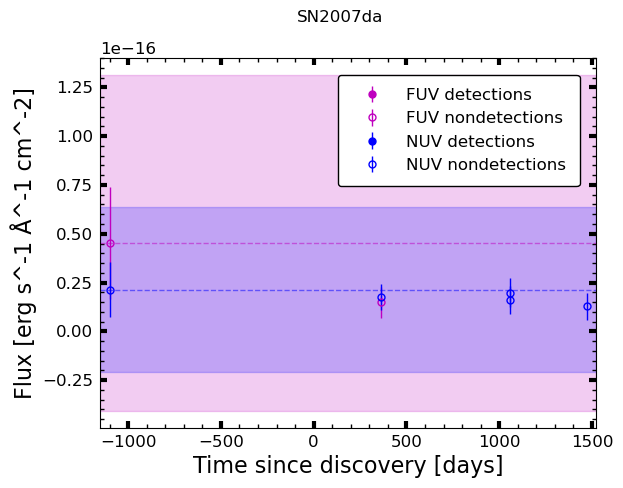 SN2007da
1e−16
1.25
1.00
0.75
0.50
0.25
0.00
−0.25
Flux [erg s^-1 Å^-1 cm^-2]
FUV detections
FUV nondetections
NUV detections
NUV nondetections
−1000 −500 0 500 1000 1500
Time since discovery [days]